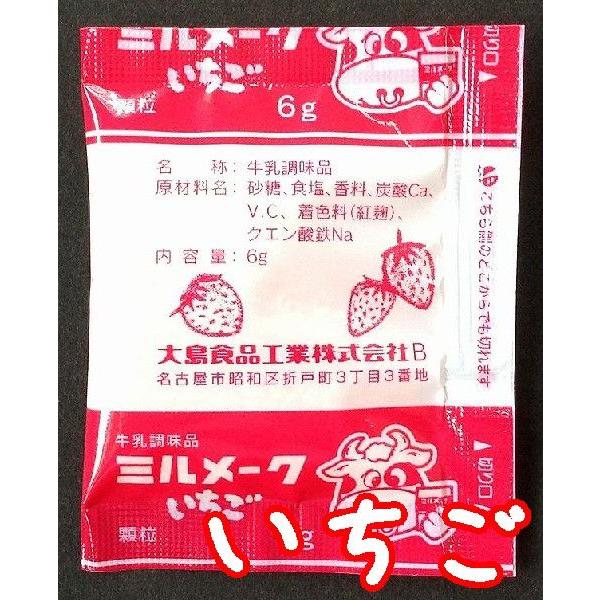 ミルメーク
いちご
顆粒
6g
切り口
名 称:牛乳調味品
原材料名:砂糖、食塩、香料、炭酸Ca、
V.C、着色料(紅麹)、
クエン酸鉄Na
内容量:6g
こちら側のどこからでも切れます
大島食品工業株式会社B
名古屋市昭和区折戸町3丁目3番地
牛乳調味品
ミルメーク
いちご
顆粒
g
切り口
ミルメーク
いちご